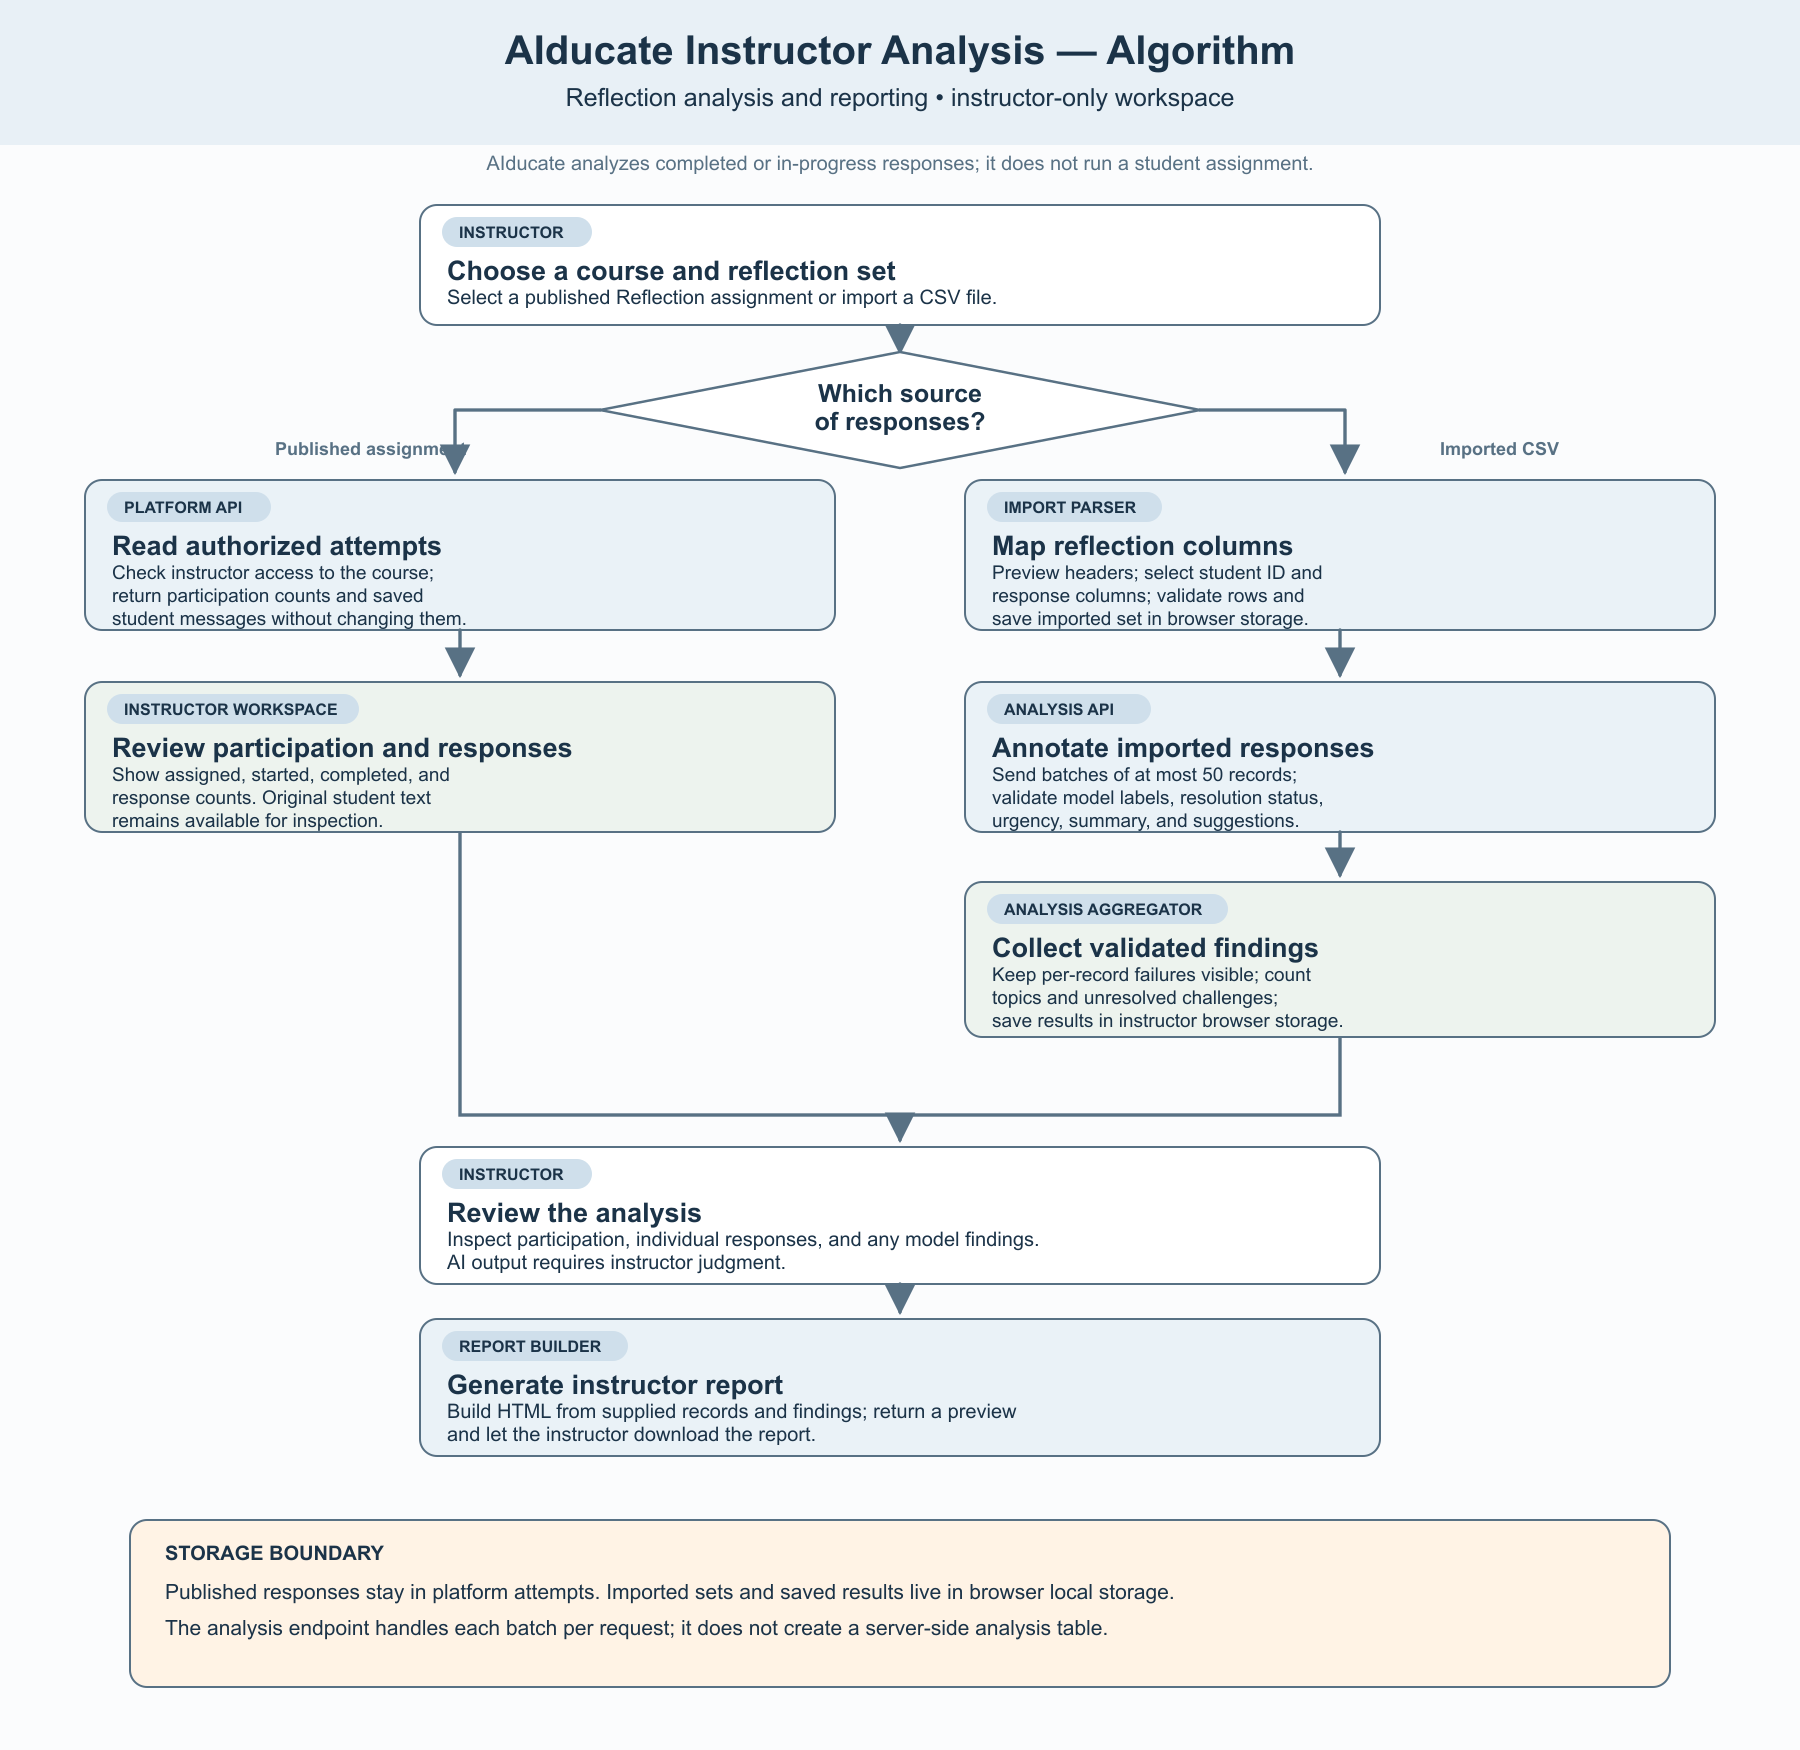 AIducate Instructor Analysis — Algorithm
Reflection analysis and reporting • instructor-only workspace
AIducate analyzes completed or in-progress responses; it does not run a student assignment.
INSTRUCTOR
Choose a course and reflection set
Select a published Reflection assignment or import a CSV file.
Which source
of responses?
Published
Imported CSV
PLATFORM API
Read authorized attempts
Check instructor access to the course;
return participation counts and saved
student messages without changing them.
IMPORT PARSER
Map reflection columns
Preview headers; select student ID and
response columns; validate rows and
save imported set in browser storage.
INSTRUCTOR WORKSPACE
Review participation and responses
Show assigned, started, completed, and
response counts. Original student text
remains available for inspection.
ANALYSIS API
Annotate imported responses
Send batches of at most 50 records;
validate model labels, resolution status,
urgency, summary, and suggestions.
ANALYSIS AGGREGATOR
Collect validated findings
Keep per-record failures visible; count
topics and unresolved challenges;
save results in instructor browser storage.
INSTRUCTOR
Review the analysis
Inspect participation, individual responses, and any model findings.
AI output requires instructor judgment.
REPORT BUILDER
Generate instructor report
Build HTML from supplied records and findings; return a preview
and let the instructor download the report.
STORAGE BOUNDARY
Published responses stay in platform attempts. Imported sets and saved results live in browser local storage.
The analysis endpoint handles each batch per request; it does not create a server-side analysis table.